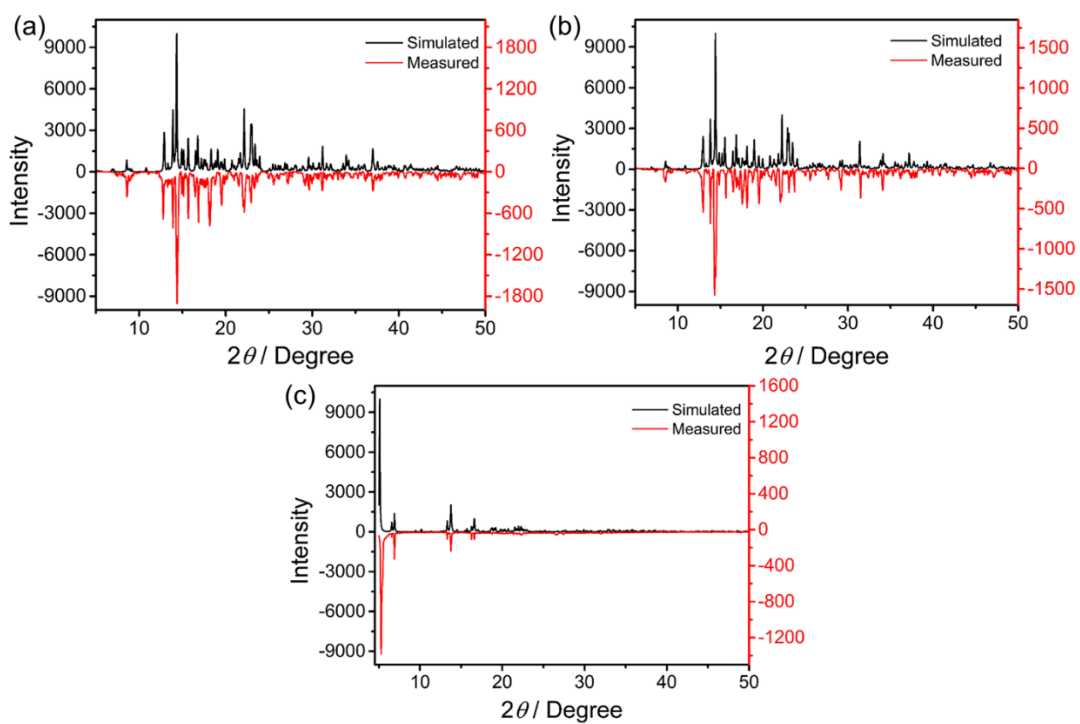 (a)
Intensity
9000
6000
3000
0
-3000
-6000
-9000
Simulated
Measured
1800
1200
600
0
-600
-1200
-1800
10 20 30 40 50
2θ / Degree
(b)
Intensity
9000
6000
3000
0
-3000
-6000
-9000
Simulated
Measured
1500
1000
500
0
-500
-1000
-1500
10 20 30 40 50
2θ / Degree
(c)
Intensity
9000
6000
3000
0
-3000
-6000
-9000
Simulated
Measured
1600
1200
800
400
0
-400
-800
-1200
10 20 30 40 50
2θ / Degree